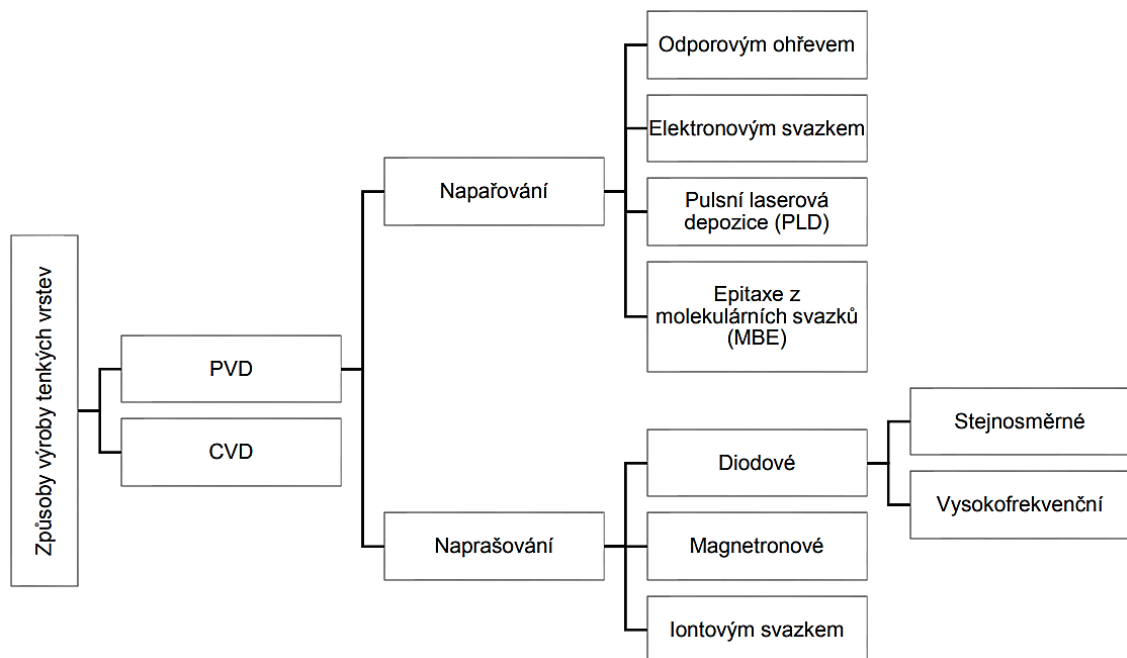 Způsoby výroby tenkých vrstev
PVD
CVD
Napařování
Naprašování
Odporovým ohřevem
Elektronovým svazkem
Pulsní laserová
depozice (PLD)
Epitaxe z
molekulárních svazků
(MBE)
Diodové
Magnetronové
Iontovým svazkem
Stejnosměrné
Vysokofrekvenční